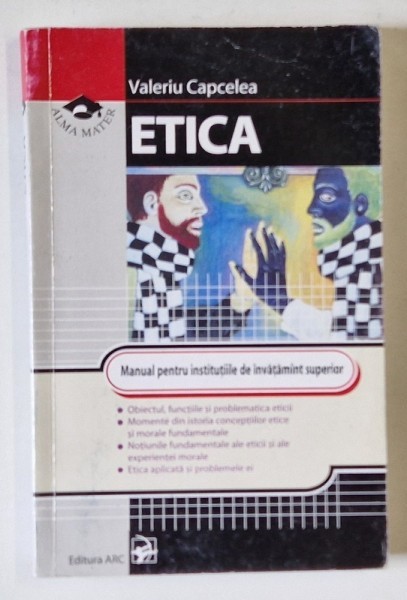 Valeriu Capcelea
ALMA MATER
ETICA
Manual pentru instituțiile de învățămînt superior
Obiectul, funcțiile și problematica eticii
Momente din istoria concepțiilor etice
și morale fundamentale
Noțiunile fundamentale ale eticii și ale
experienței morale
Etica aplicată și problemele ei
Editura ARC